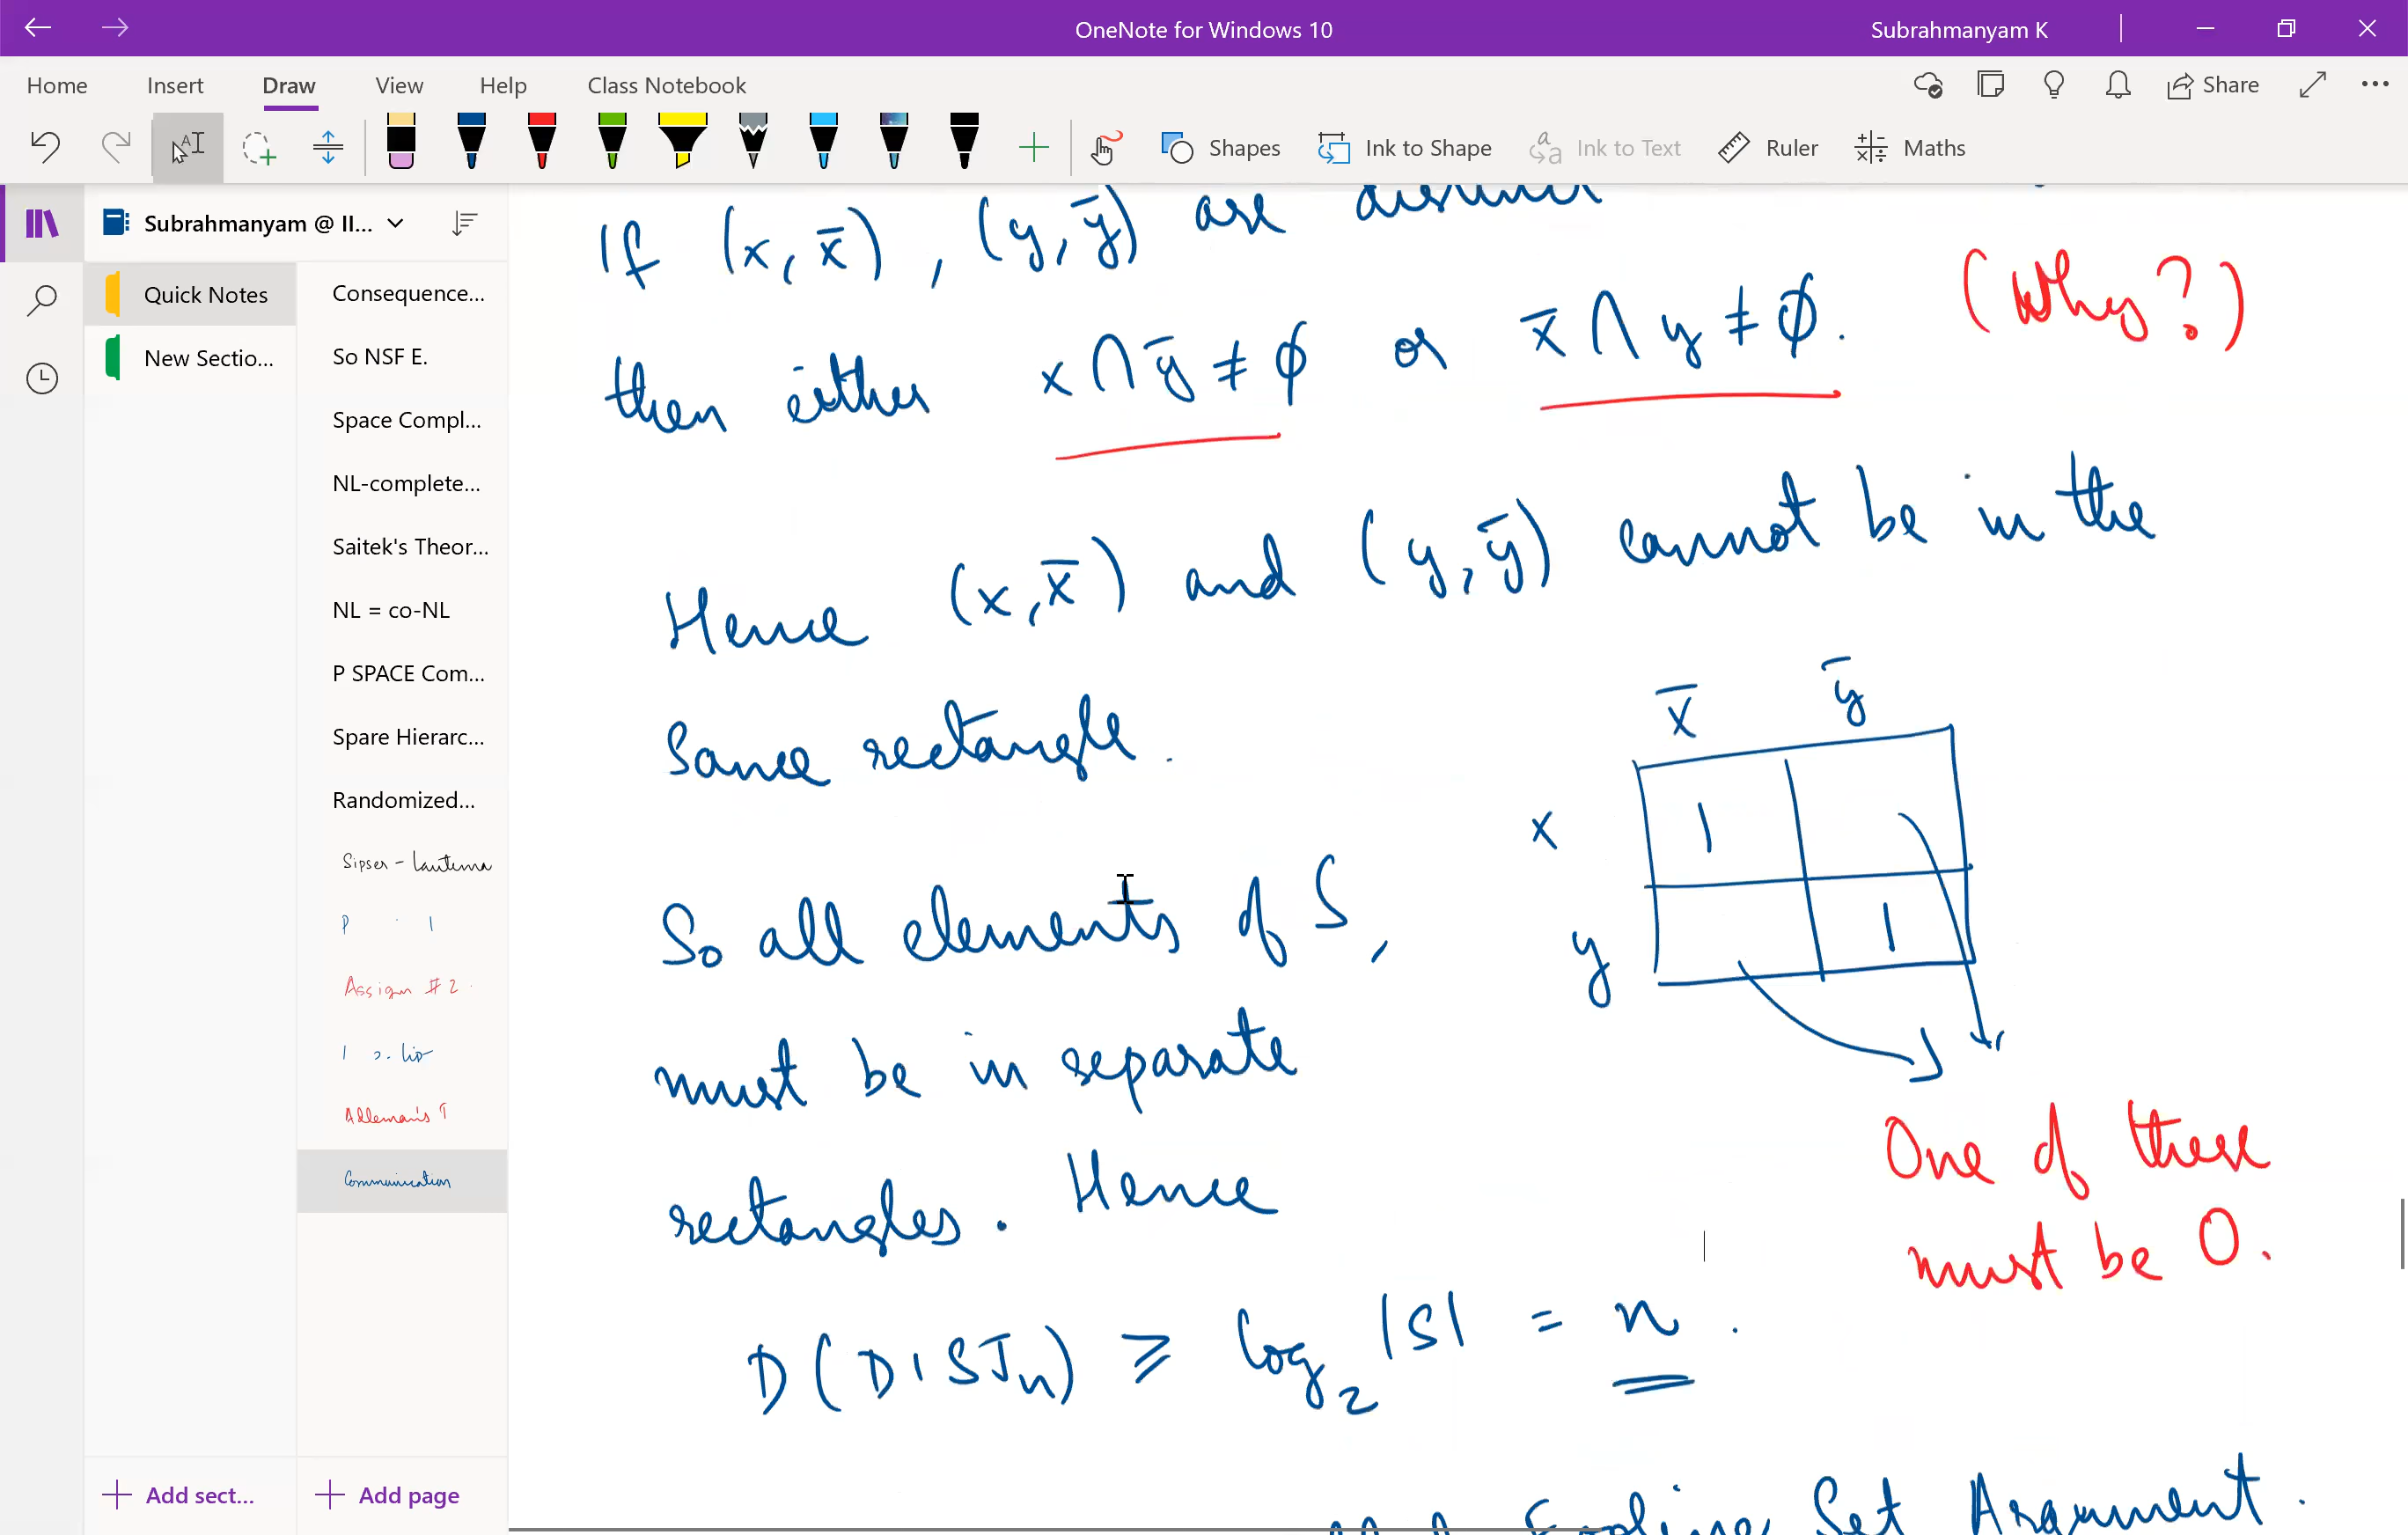 OneNote for Windows 10
Subrahmanyam K
Home Insert Draw View Help Class Notebook
Share
Shapes Ink to Shape Ink to Text Ruler Maths
Subrahmanyam @ II...
Quick Notes
New Sectio...
Consequence...
So NSF E.
Space Compl...
NL-complete...
Saitek's Theor...
NL = co-NL
P SPACE Com...
Spare Hierarc...
Randomized...
Sipser - Lautema
Assign #2
Adleman's T
Communication
Add sect...
Add page
If (x, x̄), (y, ȳ) are distinct
then either x ∩ ȳ ≠ ϕ or x̄ ∩ y ≠ ϕ. (Why?)
Hence (x, x̄) and (y, ȳ) cannot be in the
same rectangle.
x̄ ȳ
x 1
y 1
One of these
must be 0.
So all elements of S,
must be in separate
rectangles. Hence
D(DISJn) ≥ log₂ |S| = n.
Fooling Set Argument.